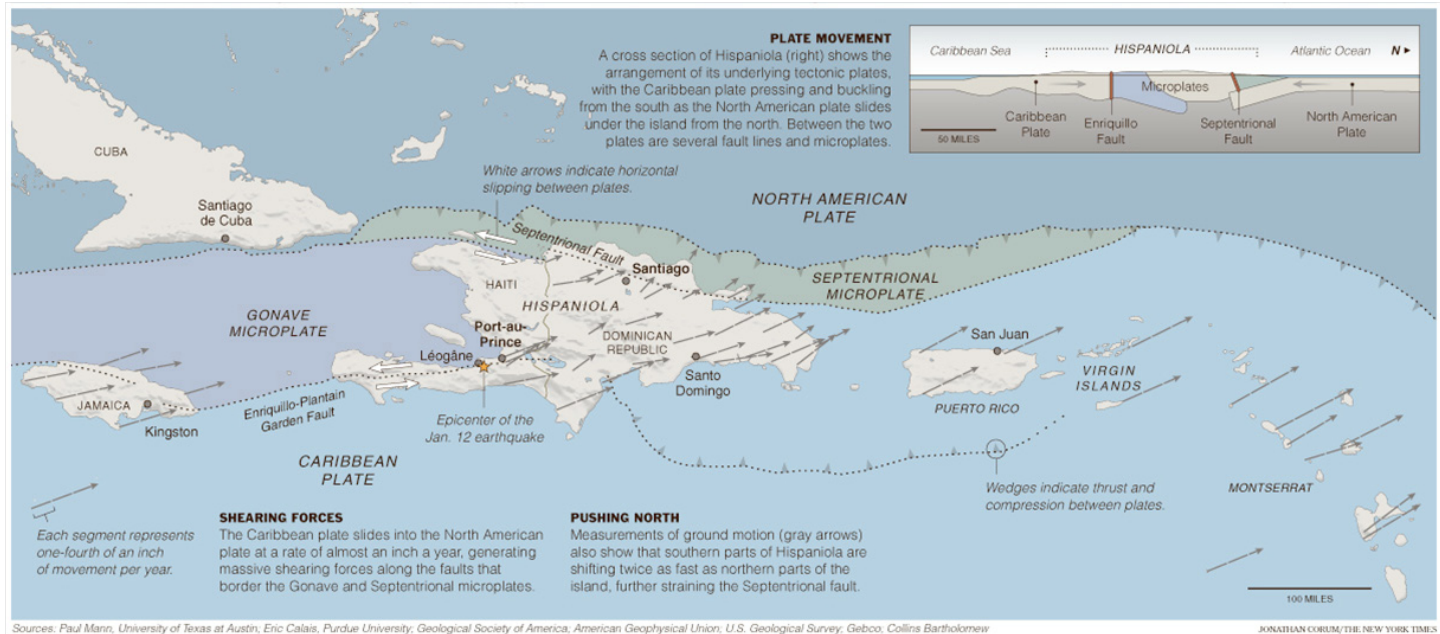 PLATE MOVEMENT
A cross section of Hispaniola (right) shows the
arrangement of its underlying tectonic plates,
with the Caribbean plate pressing and buckling
from the south as the North American plate slides
under the island from the north. Between the two
plates are several fault lines and microplates.
Caribbean Sea
HISPANIOLA
Atlantic Ocean
N
Microplates
Caribbean
Plate
Enriquillo
Fault
Septentrional
Fault
North American
Plate
50 MILES
CUBA
Santiago
de Cuba
White arrows indicate horizontal
slipping between plates.
NORTH AMERICAN
PLATE
Septentrional Fault
Santiago
HAITI
HISPANIOLA
SEPTENTRIONAL
MICROPLATE
GONAVE
MICROPLATE
Port-au-
Prince
Léogâne
DOMINICAN
REPUBLIC
Santo
Domingo
San Juan
PUERTO RICO
VIRGIN
ISLANDS
JAMAICA
Kingston
Enriquillo-Plantain
Garden Fault
Epicenter of the
Jan. 12 earthquake
CARIBBEAN
PLATE
Wedges indicate thrust and
compression between plates.
MONTSERRAT
Each segment represents
one-fourth of an inch
of movement per year.
SHEARING FORCES
The Caribbean plate slides into the North American
plate at a rate of almost an inch a year, generating
massive shearing forces along the faults that
border the Gonave and Septentrional microplates.
PUSHING NORTH
Measurements of ground motion (gray arrows)
also show that southern parts of Hispaniola are
shifting twice as fast as northern parts of the
island, further straining the Septentrional fault.
100 MILES
Sources: Paul Mann, University of Texas at Austin; Eric Calais, Purdue University; Geological Society of America; American Geophysical Union; U.S. Geological Survey; Gebco; Collins Bartholomew
JONATHAN CORUM/THE NEW YORK TIMES